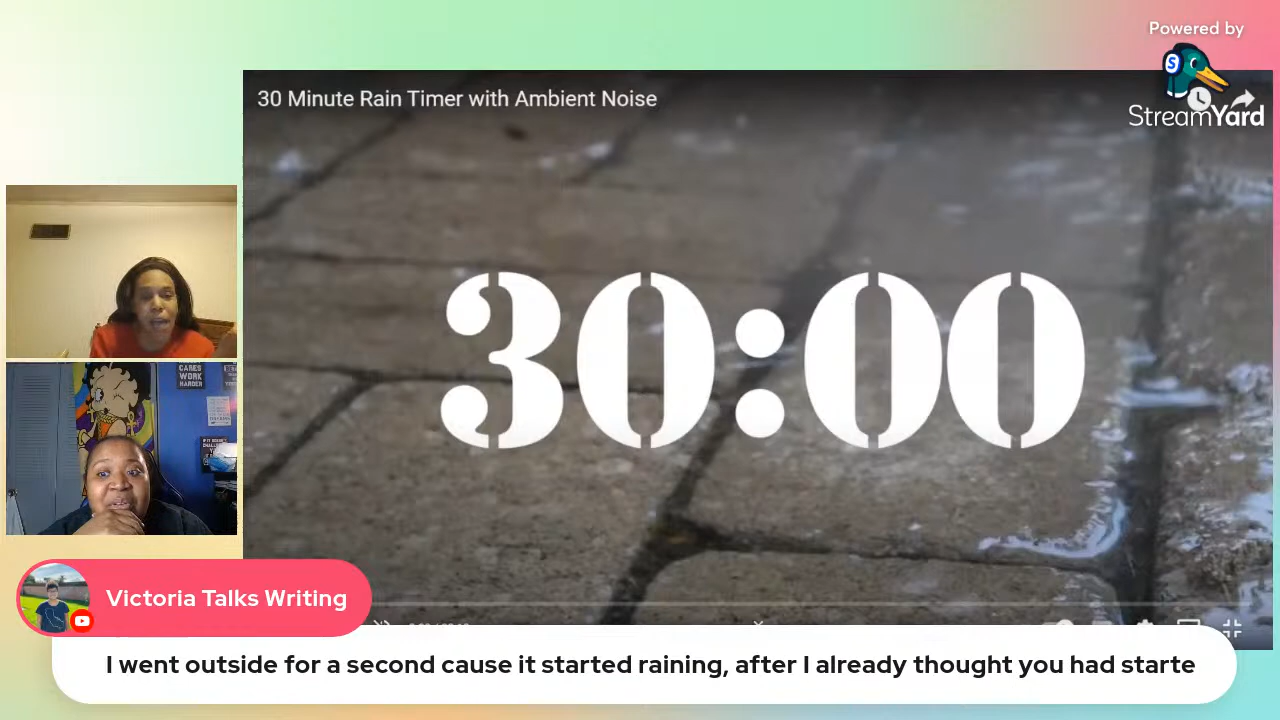 Powered by
StreamYard
30 Minute Rain Timer with Ambient Noise
30:00
CARES
WORK
HARDER
Victoria Talks Writing
I went outside for a second cause it started raining, after I already thought you had starte